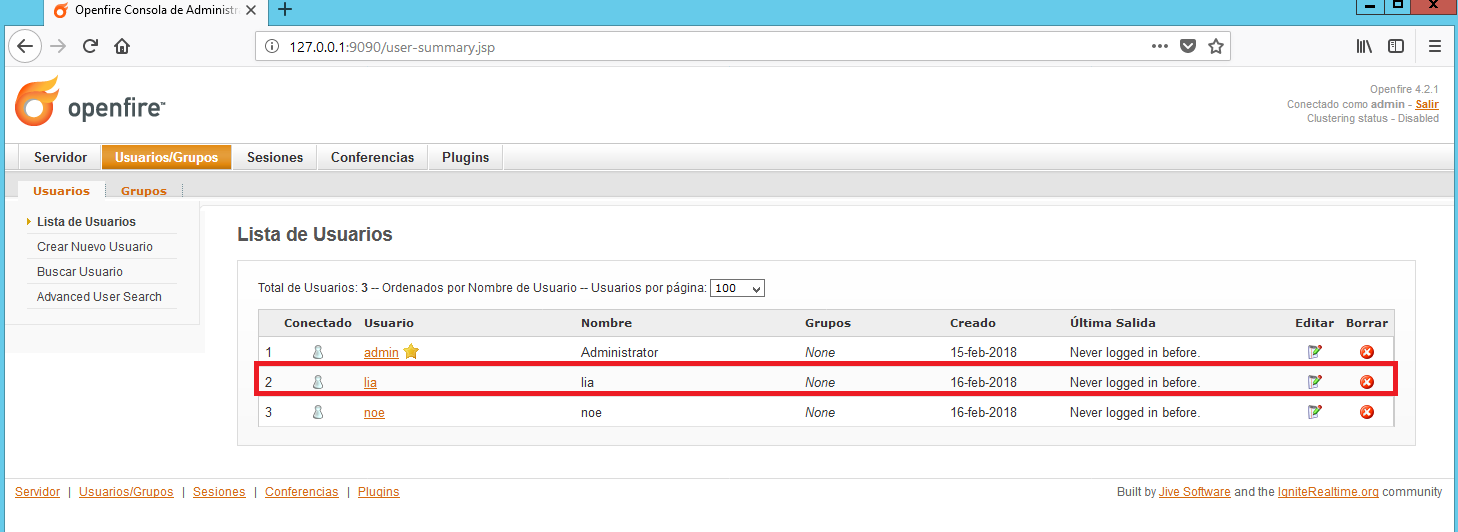 Openfire Consola de Administr
127.0.0.1:9090/user-summary.jsp
openfire™
Openfire 4.2.1
Conectado como admin - Salir
Clustering status - Disabled
Servidor Usuarios/Grupos Sesiones Conferencias Plugins
Usuarios Grupos
Lista de Usuarios
Crear Nuevo Usuario
Buscar Usuario
Advanced User Search
Lista de Usuarios
Total de Usuarios: 3 -- Ordenados por Nombre de Usuario -- Usuarios por página: 100
Conectado Usuario Nombre Grupos Creado Última Salida Editar Borrar
1 admin Administrator None 15-feb-2018 Never logged in before.
2 lia lia None 16-feb-2018 Never logged in before.
3 noe noe None 16-feb-2018 Never logged in before.
Servidor | Usuarios/Grupos | Sesiones | Conferencias | Plugins
Built by Jive Software and the IgniteRealtime.org community